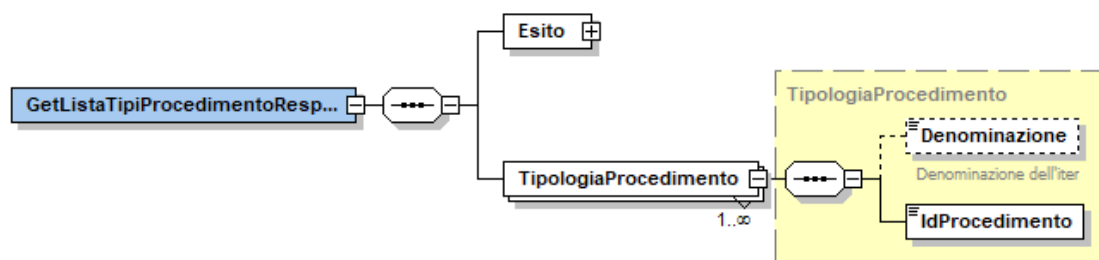 Esito
GetListaTipiProcedimentoResp...
TipologiaProcedimento
Denominazione
Denominazione dell'iter
TipologiaProcedimento
1..∞
IdProcedimento